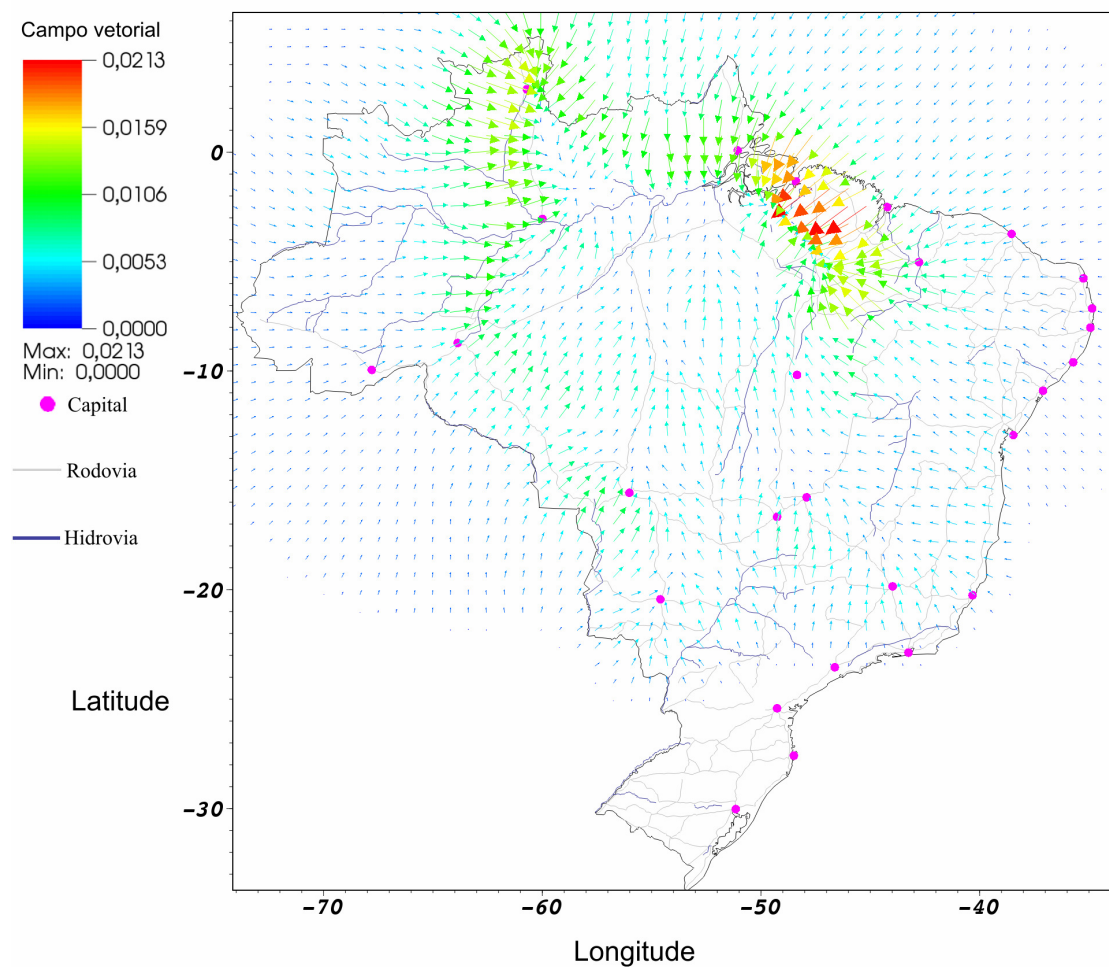 Campo vetorial
0,0213
0,0159
0,0106
0,0053
0,0000
Max: 0,0213
Min: 0,0000
Capital
Rodovia
Hidrovia
0
-10
-20
-30
Latitude
-70
-60
-50
-40
Longitude